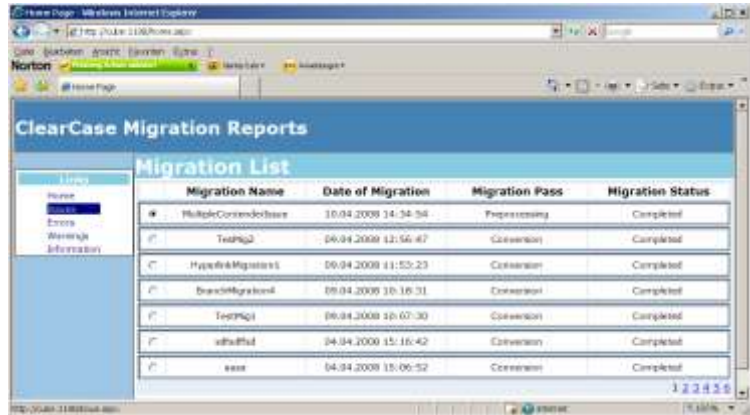 Home Page - Windows Internet Explorer
Norton
Home Page
ClearCase Migration Reports
Links
Home
Issues
Errors
Warnings
Information
Migration List
Migration Name Date of Migration Migration Pass Migration Status
MultipleContenderIssue 10.04.2008 14:34:54 Preprocessing Completed
TestMig2 09.04.2008 12:56:47 Conversion Completed
HyperlinkMigration1 09.04.2008 11:53:23 Conversion Completed
BranchMigration4 09.04.2008 10:18:31 Conversion Completed
TestMig1 09.04.2008 10:07:30 Conversion Completed
04.04.2008 15:16:42 Conversion Completed
04.04.2008 15:06:52 Conversion Completed
1 2 3 4 5 6
Internet